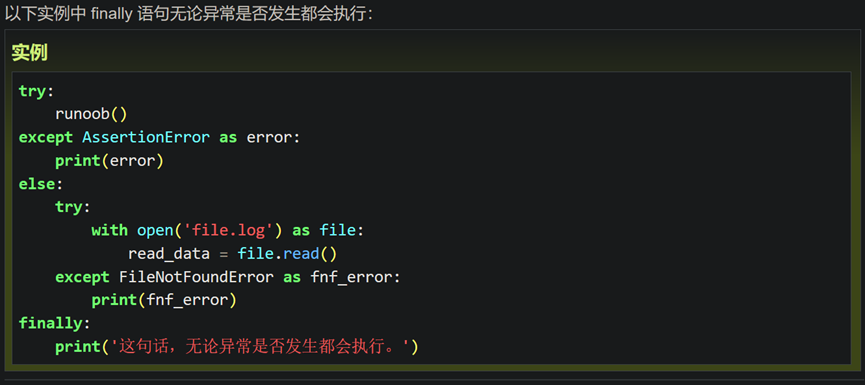 以下实例中 finally 语句无论异常是否发生都会执行:
实例
try:
    runoob()
except AssertionError as error:
    print(error)
else:
    try:
        with open('file.log') as file:
            read_data = file.read()
    except FileNotFoundError as fnf_error:
        print(fnf_error)
finally:
    print('这句话，无论异常是否发生都会执行。')